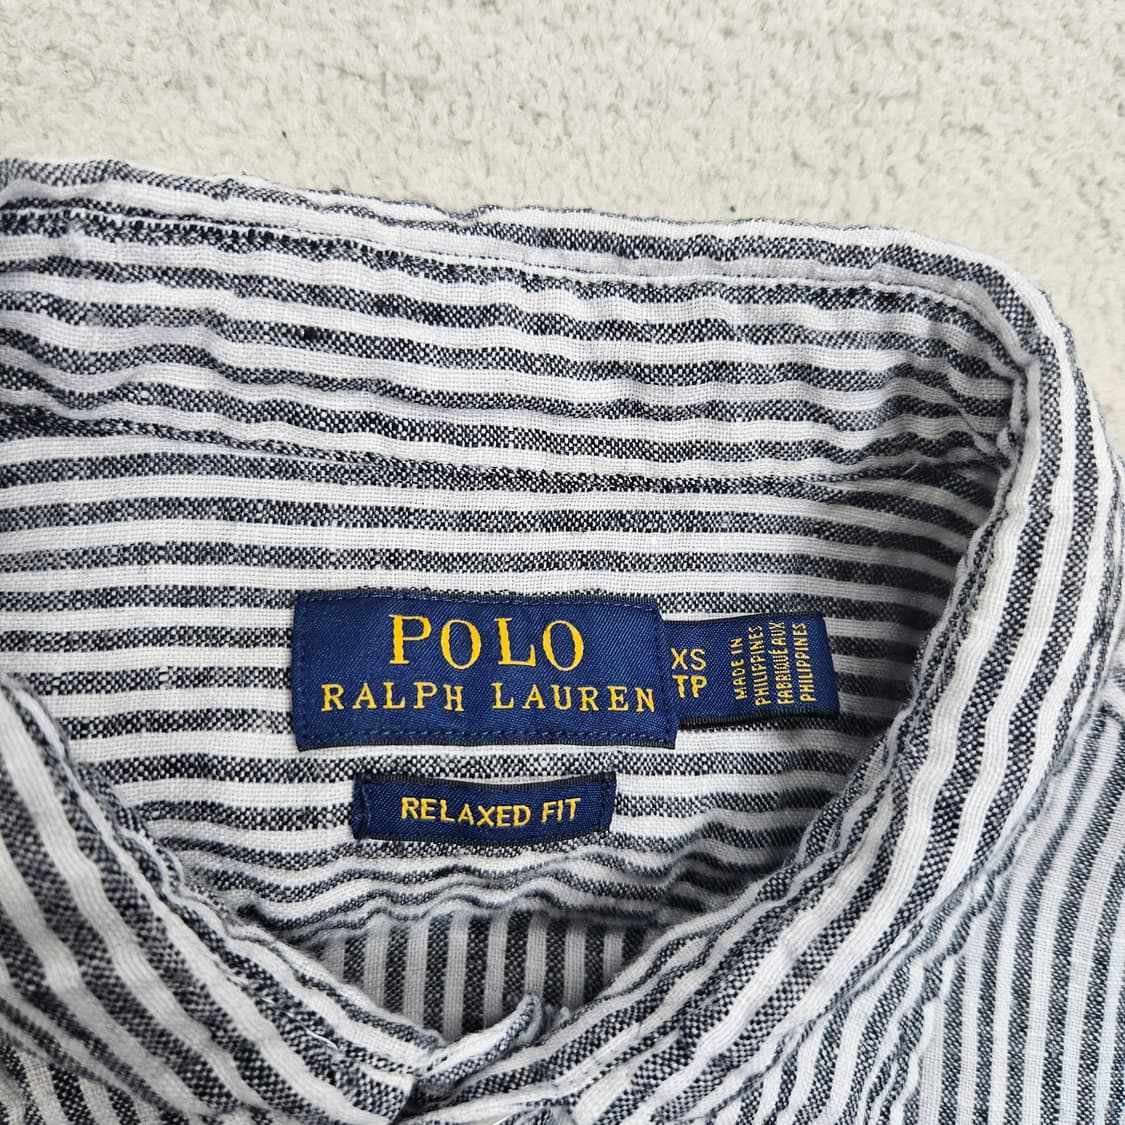 POLO
RALPH LAUREN
XS
TP
MADE IN
PHILIPPINES
FABRIQUÉ AUX
PHILIPPINES
RELAXED FIT